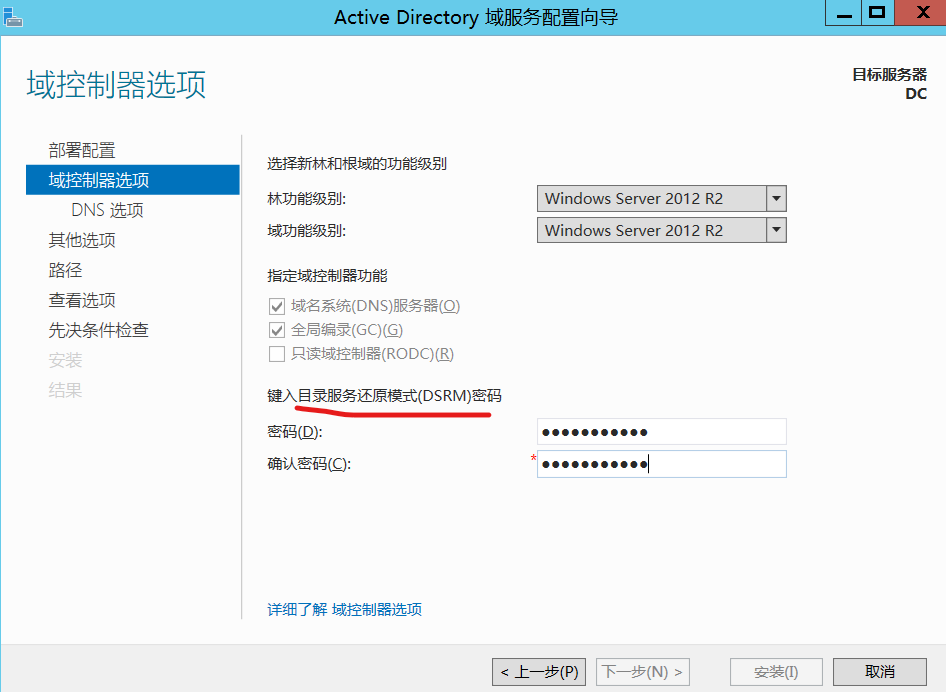 Active Directory 域服务配置向导
域控制器选项
目标服务器
DC
部署配置
域控制器选项
DNS 选项
其他选项
路径
查看选项
先决条件检查
安装
结果
选择新林和根域的功能级别
林功能级别: Windows Server 2012 R2
域功能级别: Windows Server 2012 R2
指定域控制器功能
域名系统(DNS)服务器(O)
全局编录(GC)(G)
只读域控制器(RODC)(R)
键入目录服务还原模式(DSRM)密码
密码(D): ●●●●●●●●●●●
确认密码(C): *●●●●●●●●●●●
详细了解 域控制器选项
< 上一步(P) 下一步(N) > 安装(I) 取消